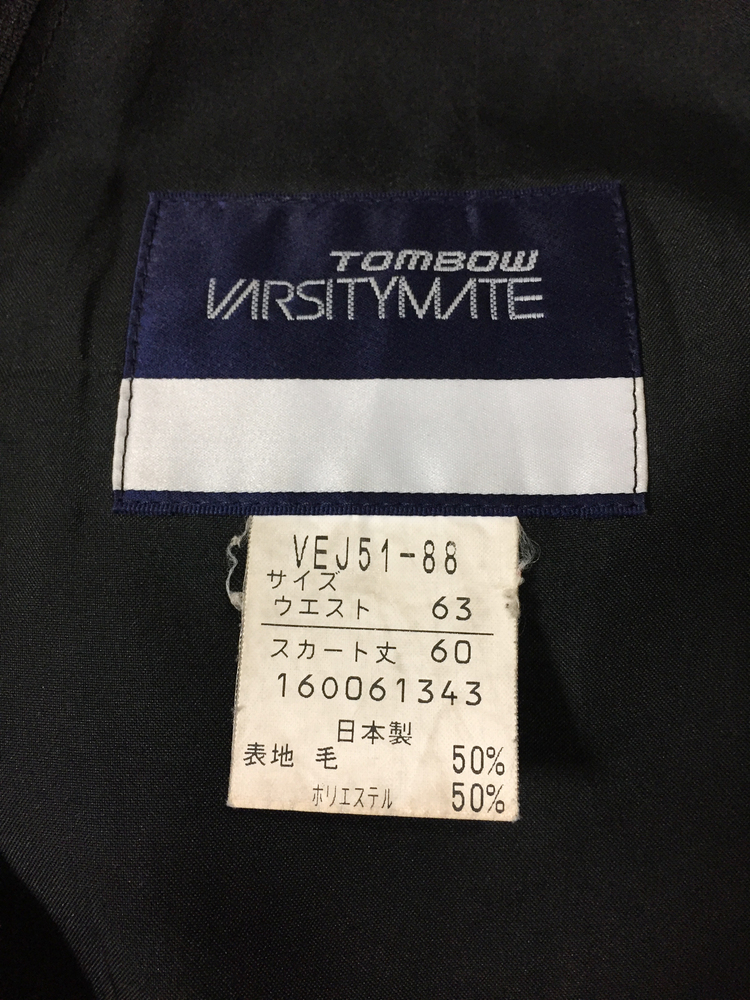 TOMBOW
VARSITYMATE
VEJ51-88
サイズ
ウエスト 63
スカート丈 60
160061343
日本製
表地 毛 50%
ポリエステル 50%